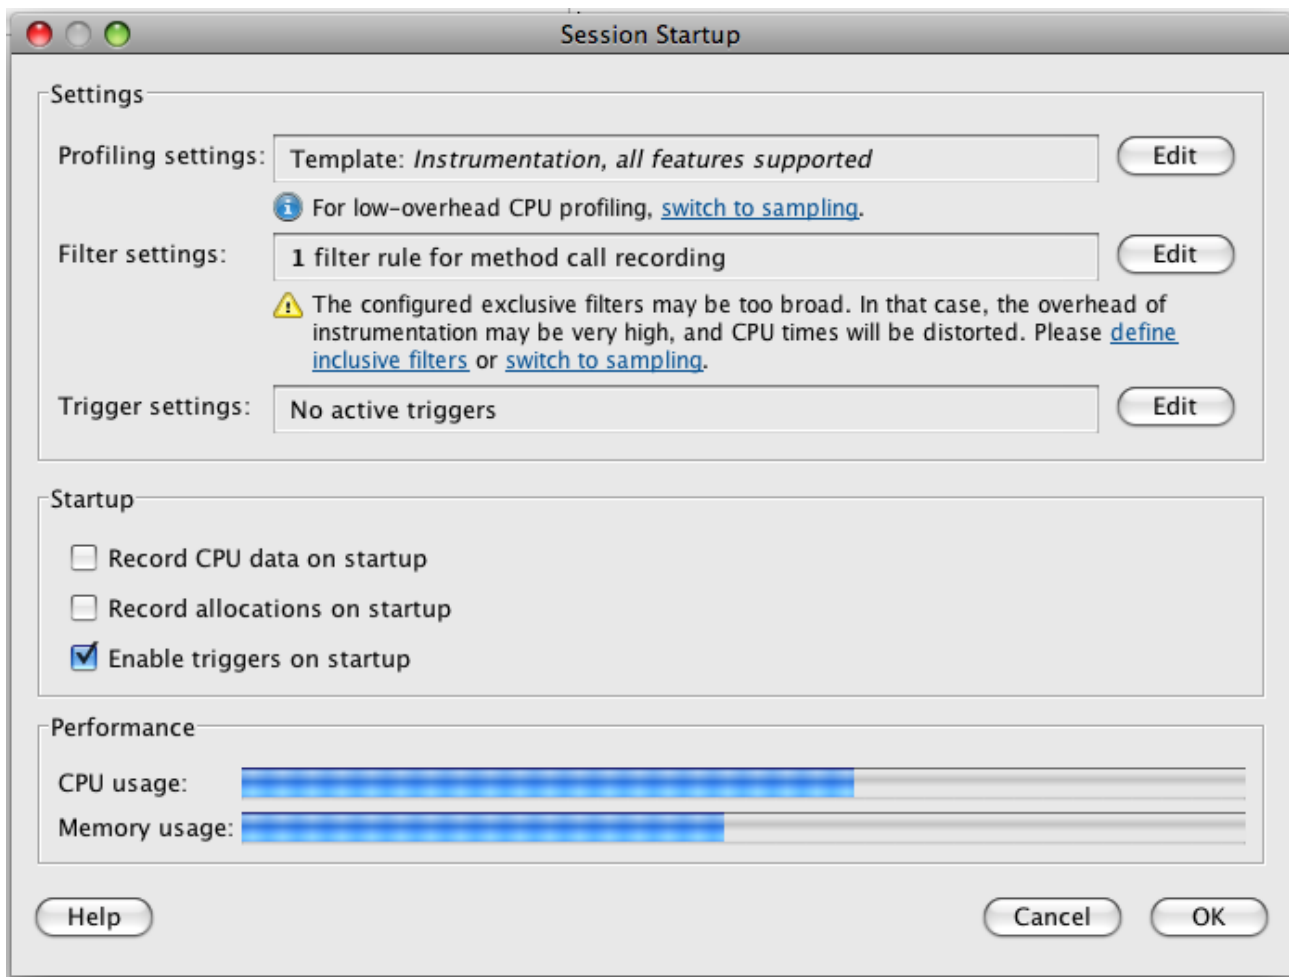 Session Startup
Settings
Profiling settings: Template: Instrumentation, all features supported Edit
For low-overhead CPU profiling, switch to sampling.
Filter settings: 1 filter rule for method call recording Edit
The configured exclusive filters may be too broad. In that case, the overhead of
instrumentation may be very high, and CPU times will be distorted. Please define
inclusive filters or switch to sampling.
Trigger settings: No active triggers Edit
Startup
Record CPU data on startup
Record allocations on startup
Enable triggers on startup
Performance
CPU usage:
Memory usage:
Help Cancel OK